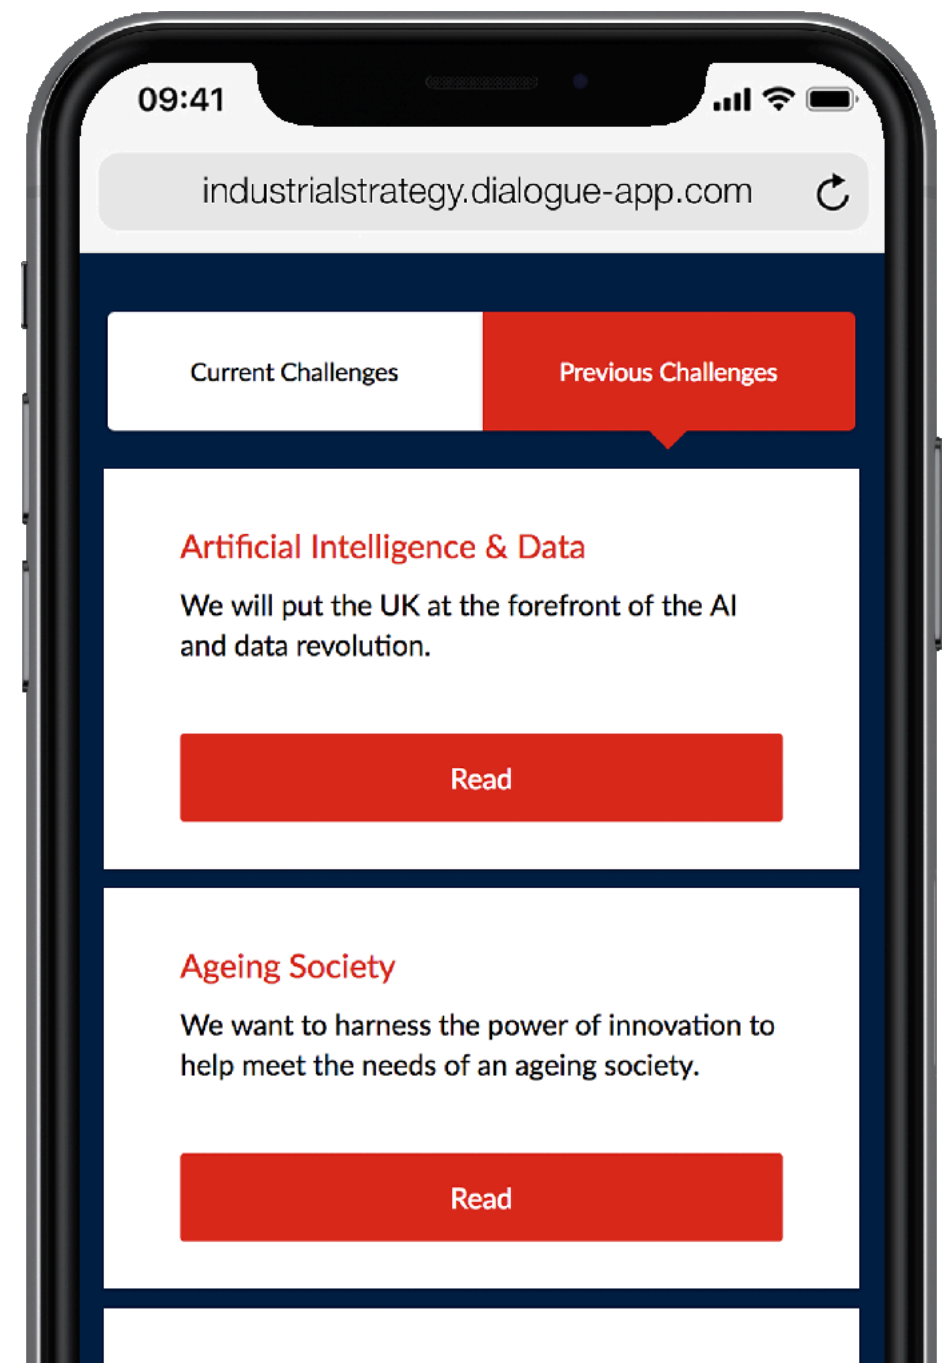 09:41
industrialstrategy.dialogue-app.com
Current Challenges
Previous Challenges
Artificial Intelligence & Data
We will put the UK at the forefront of the AI
and data revolution.
Read
Ageing Society
We want to harness the power of innovation to
help meet the needs of an ageing society.
Read